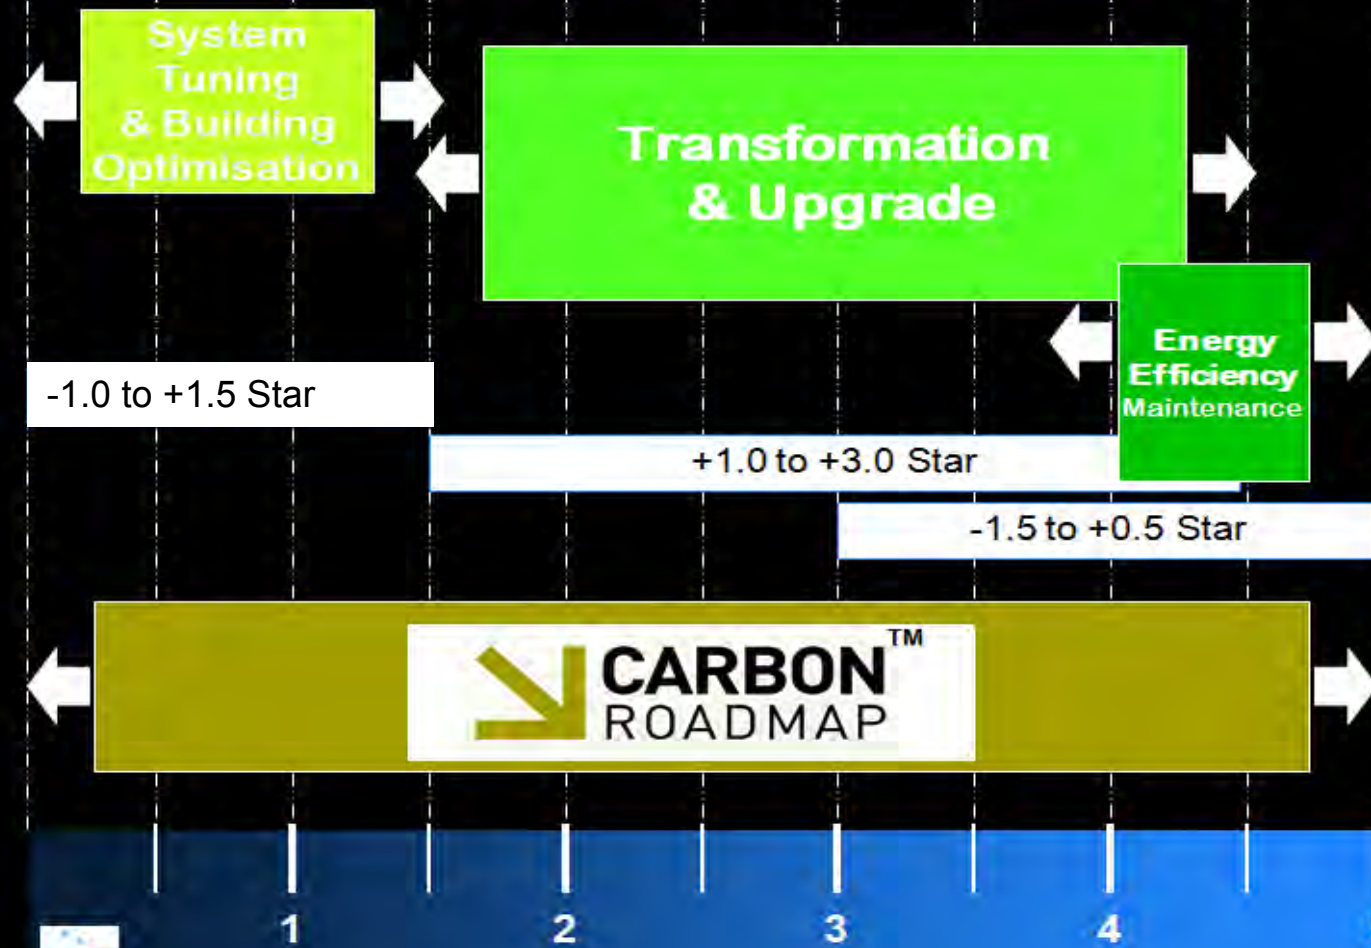 System
Tuning
& Building
Optimisation
Transformation
& Upgrade
Energy
Efficiency
Maintenance
-1.0 to +1.5 Star
+1.0 to +3.0 Star
-1.5 to +0.5 Star
CARBON™
ROADMAP
1 2 3 4